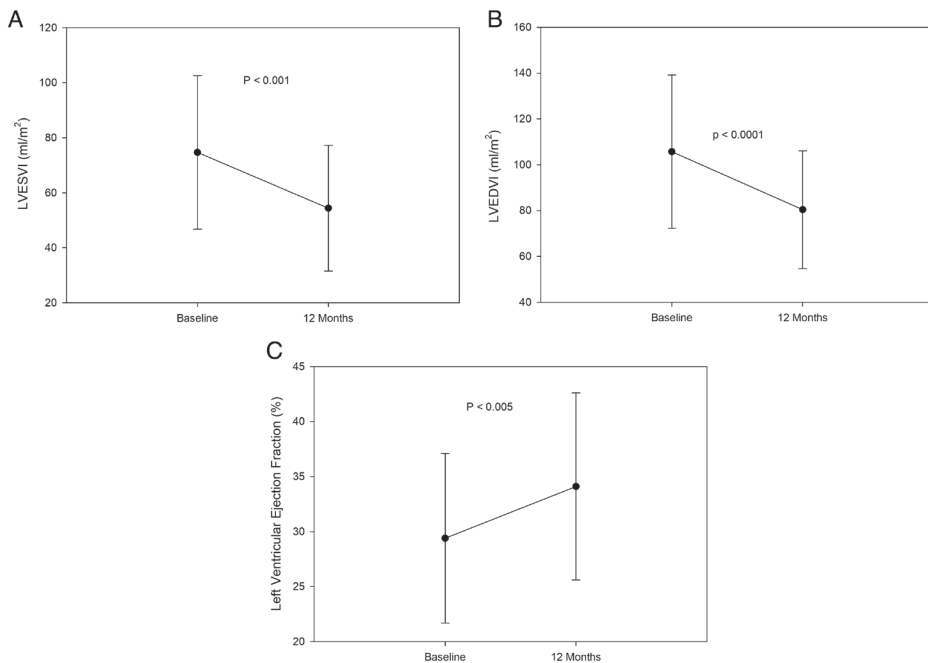 A
LVESVI (ml/m²)
120
100
80
60
40
20
P < 0.001
Baseline
12 Months
B
LVEDVI (ml/m²)
160
140
120
100
80
60
40
p < 0.0001
Baseline
12 Months
C
Left Ventricular Ejection Fraction (%)
45
40
35
30
25
20
P < 0.005
Baseline
12 Months